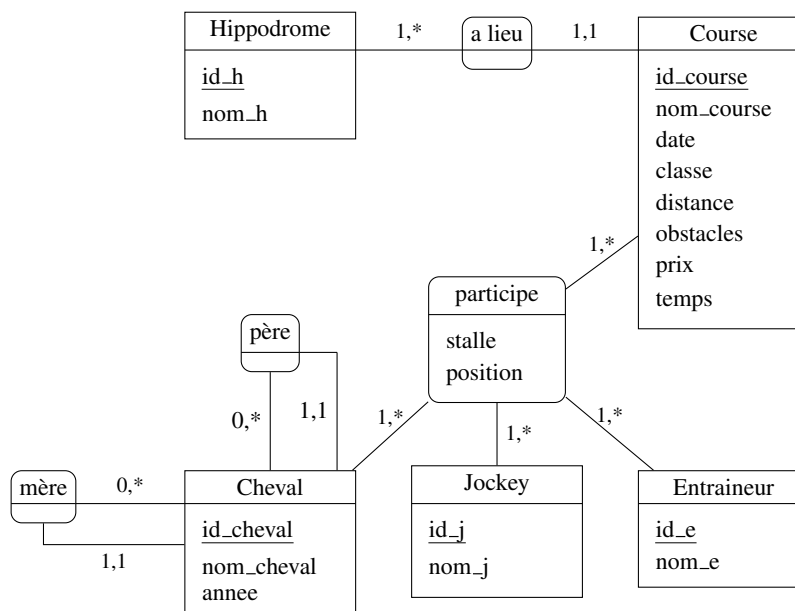 Hippodrome 1,* a lieu 1,1 Course
id_h
nom_h
id_course
nom_course
date
classe
distance
obstacles
prix
temps
1,*
participe
stalle
position
père
0,*
1,1
1,*
1,*
1,*
mère
0,*
1,1
Cheval
id_cheval
nom_cheval
annee
Jockey
id_j
nom_j
Entraineur
id_e
nom_e